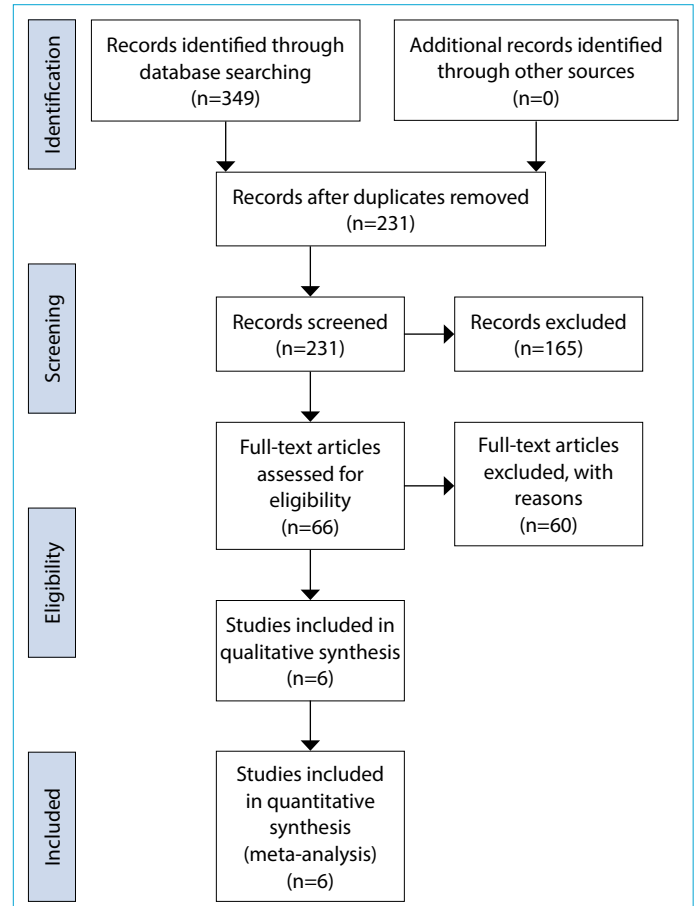 Identification
Records identified through
database searching
(n=349)
Additional records identified
through other sources
(n=0)
Records after duplicates removed
(n=231)
Screening
Records screened
(n=231)
Records excluded
(n=165)
Full-text articles
assessed for
eligibility
(n=66)
Full-text articles
excluded, with
reasons
(n=60)
Eligibility
Studies included in
qualitative synthesis
(n=6)
Included
Studies included
in quantitative
synthesis
(meta-analysis)
(n=6)